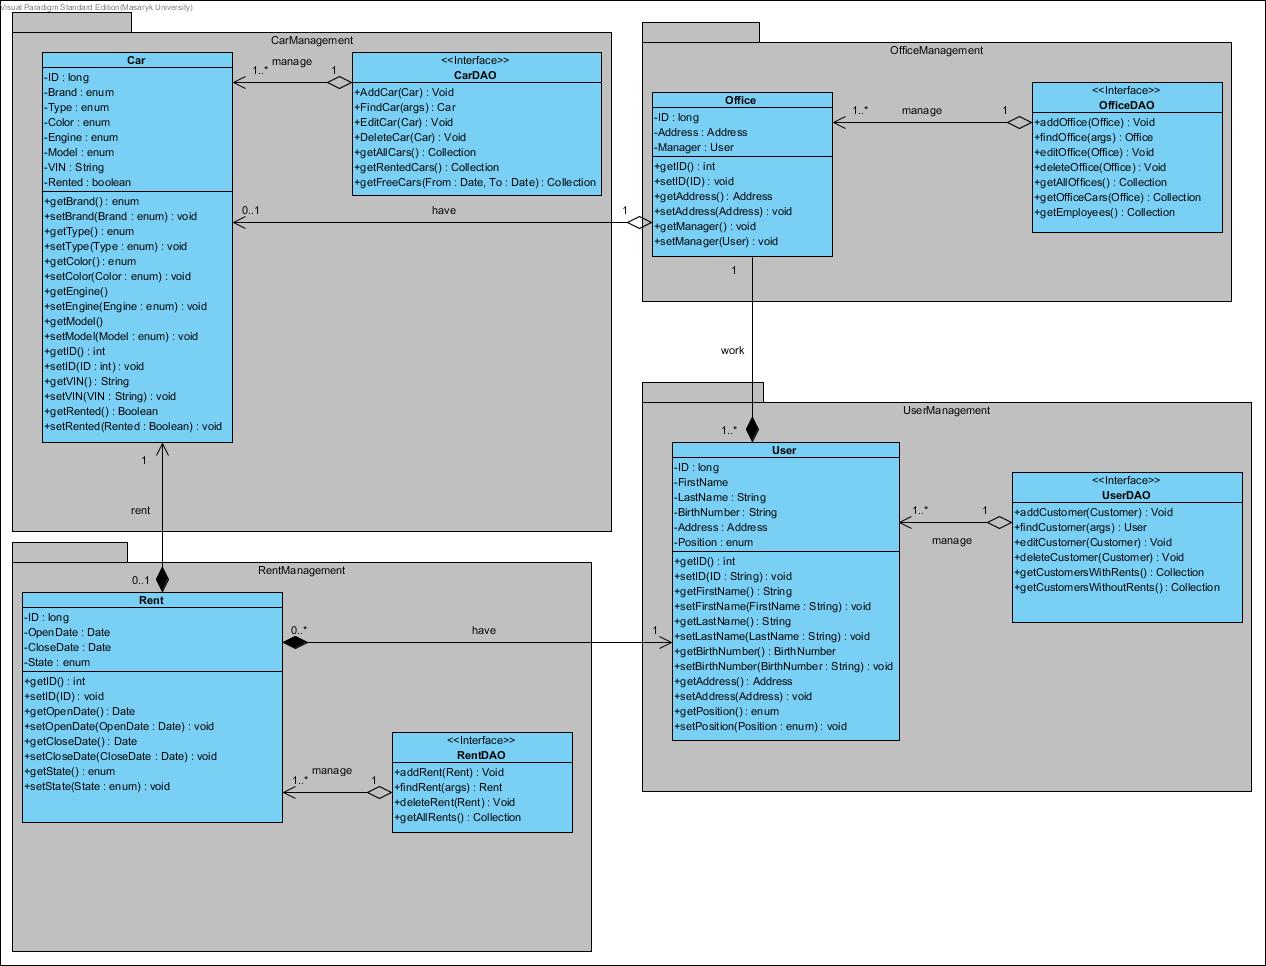 Visual Paradigm Standard Edition(Masaryk University)
CarManagement
Car
-ID : long
-Brand : enum
-Type : enum
-Color : enum
-Engine : enum
-Model : enum
-VIN : String
-Rented : boolean
+getBrand() : enum
+setBrand(Brand : enum) : void
+getType() : enum
+setType(Type : enum) : void
+getColor() : enum
+setColor(Color : enum) : void
+getEngine()
+setEngine(Engine : enum) : void
+getModel()
+setModel(Model : enum) : void
+getID() : int
+setID(ID : int) : void
+getVIN() : String
+setVIN(VIN : String) : void
+getRented() : Boolean
+setRented(Rented : Boolean) : void
1..*
manage
1
<<Interface>>
CarDAO
+AddCar(Car) : Void
+FindCar(args) : Car
+EditCar(Car) : Void
+DeleteCar(Car) : Void
+getAllCars() : Collection
+getRentedCars() : Collection
+getFreeCars(From : Date, To : Date) : Collection
0..1
have
1
OfficeManagement
Office
-ID : long
-Address : Address
-Manager : User
+getID() : int
+setID(ID) : void
+getAddress() : Address
+setAddress(Address) : void
+getManager() : void
+setManager(User) : void
1..*
manage
1
<<Interface>>
OfficeDAO
+addOffice(Office) : Void
+findOffice(args) : Office
+editOffice(Office) : Void
+deleteOffice(Office) : Void
+getAllOffices() : Collection
+getOfficeCars(Office) : Collection
+getEmployees() : Collection
1
work
1..*
UserManagement
User
-ID : long
-FirstName
-LastName : String
-BirthNumber : String
-Address : Address
-Position : enum
+getID() : int
+setID(ID : String) : void
+getFirstName() : String
+setFirstName(FirstName : String) : void
+getLastName() : String
+setLastName(LastName : String) : void
+getBirthNumber() : BirthNumber
+setBirthNumber(BirthNumber : String) : void
+getAddress() : Address
+setAddress(Address) : void
+getPosition() : enum
+setPosition(Position : enum) : void
1..*
1
manage
<<Interface>>
UserDAO
+addCustomer(Customer) : Void
+findCustomer(args) : User
+editCustomer(Customer) : Void
+deleteCustomer(Customer) : Void
+getCustomersWithRents() : Collection
+getCustomersWithoutRents() : Collection
1
rent
0..1
RentManagement
Rent
-ID : long
-OpenDate : Date
-CloseDate : Date
-State : enum
+getID() : int
+setID(ID) : void
+getOpenDate() : Date
+setOpenDate(OpenDate : Date) : void
+getCloseDate() : Date
+setCloseDate(CloseDate : Date) : void
+getState() : enum
+setState(State : enum) : void
0..*
have
1
manage
1..*
1
<<Interface>>
RentDAO
+addRent(Rent) : Void
+findRent(args) : Rent
+deleteRent(Rent) : Void
+getAllRents() : Collection